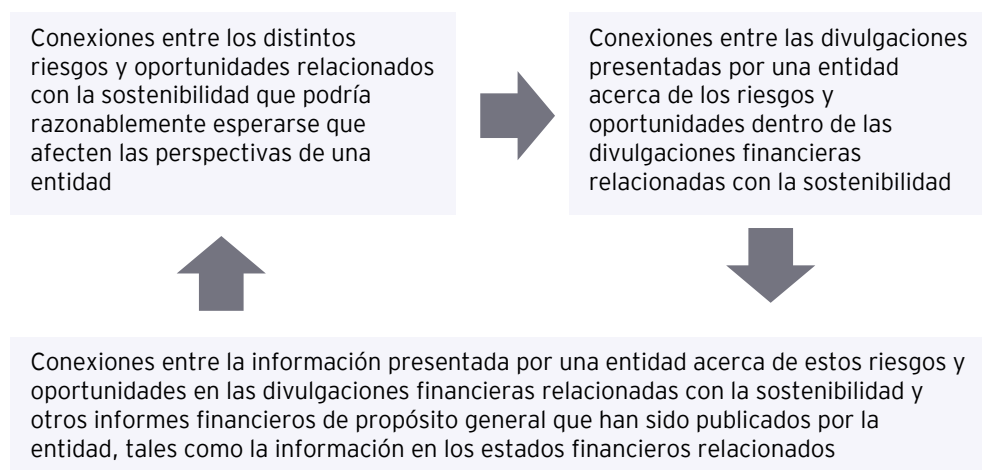 Conexiones entre los distintos
riesgos y oportunidades relacionados
con la sostenibilidad que podría
razonablemente esperarse que
afecten las perspectivas de una
entidad
Conexiones entre las divulgaciones
presentadas por una entidad
acerca de los riesgos y
oportunidades dentro de las
divulgaciones financieras
relacionadas con la sostenibilidad
Conexiones entre la información presentada por una entidad acerca de estos riesgos y
oportunidades en las divulgaciones financieras relacionadas con la sostenibilidad y
otros informes financieros de propósito general que han sido publicados por la
entidad, tales como la información en los estados financieros relacionados